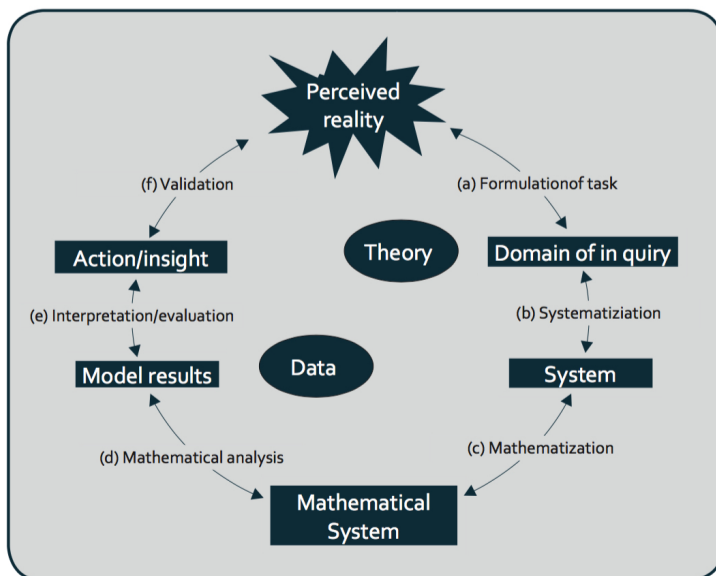 Perceived
reality
(f) Validation
(a) Formulationof task
Action/insight
Theory
Domain of in quiry
(e) Interpretation/evaluation
(b) Systematiziation
Model results
Data
System
(d) Mathematical analysis
(c) Mathematization
Mathematical
System